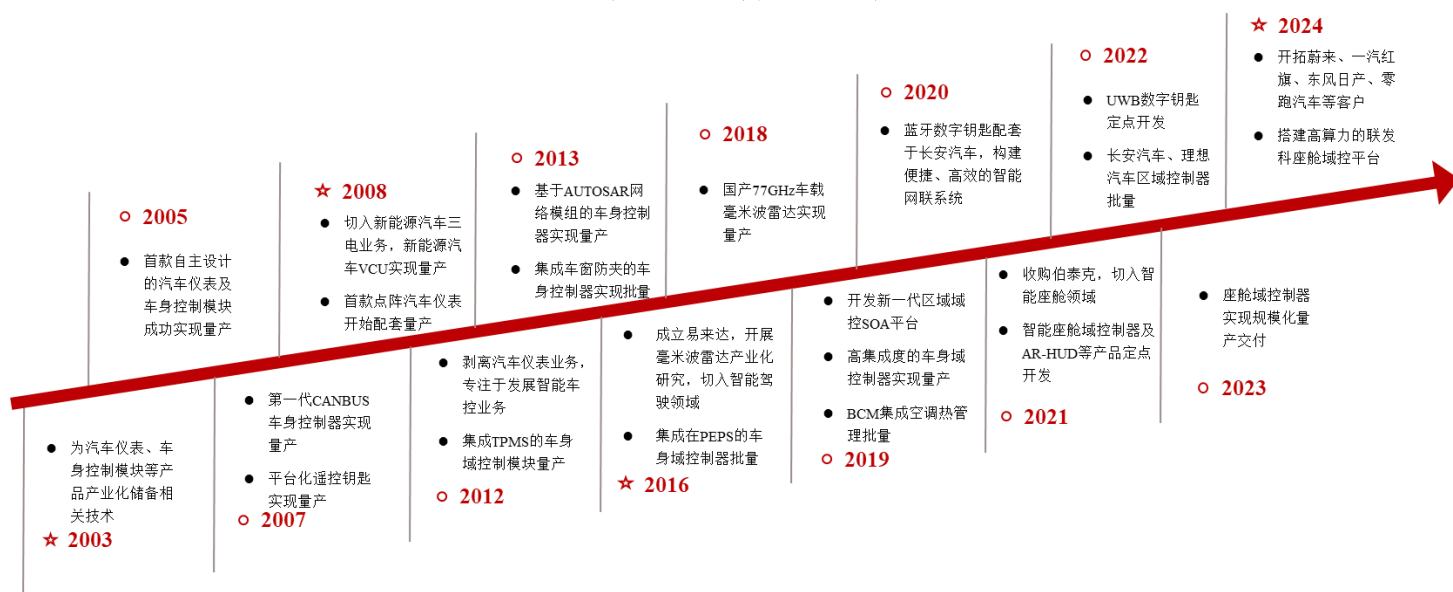 2005
● 首款自主设计
的汽车仪表及
车身控制模块
成功实现量产
2008
● 切入新能源汽车三
电业务，新能源汽
车VCU实现量产
● 首款点阵汽车仪表
开始配套量产
2013
● 基于AUTOSAR网
络模组的车身控制
器实现量产
● 集成车窗防夹的车
身控制器实现批量
2018
● 国产77GHz车载
毫米波雷达实现
量产
2020
● 蓝牙数字钥匙配套
于长安汽车，构建
便捷、高效的智能
网联系统
2022
● UWB数字钥匙
定点开发
● 长安汽车、理想
汽车区域控制器
批量
2024
● 开拓蔚来、一汽红
旗、东风日产、零
跑汽车等客户
● 搭建高算力的联发
科座舱域控平台
● 为汽车仪表、车
身控制模块等产
品产业化储备相
关技术
2003
● 第一代CANBUS
车身控制器实现
量产
● 平台化遥控钥匙
实现量产
2007
● 剥离汽车仪表业务，
专注于发展智能车
控业务
● 集成TPMS的车身
域控制模块量产
2012
● 成立易来达，开展
毫米波雷达产业化
研究，切入智能驾
驶领域
● 集成在PEPS的车
身域控制器批量
2016
● 开发新一代区域域
控SOA平台
● 高集成度的车身域
控制器实现量产
● BCM集成空调热管
理批量
2019
● 收购伯泰克，切入智
能座舱领域
● 智能座舱域控制器及
AR-HUD等产品定点
开发
2021
● 座舱域控制器
实现规模化量
产交付
2023